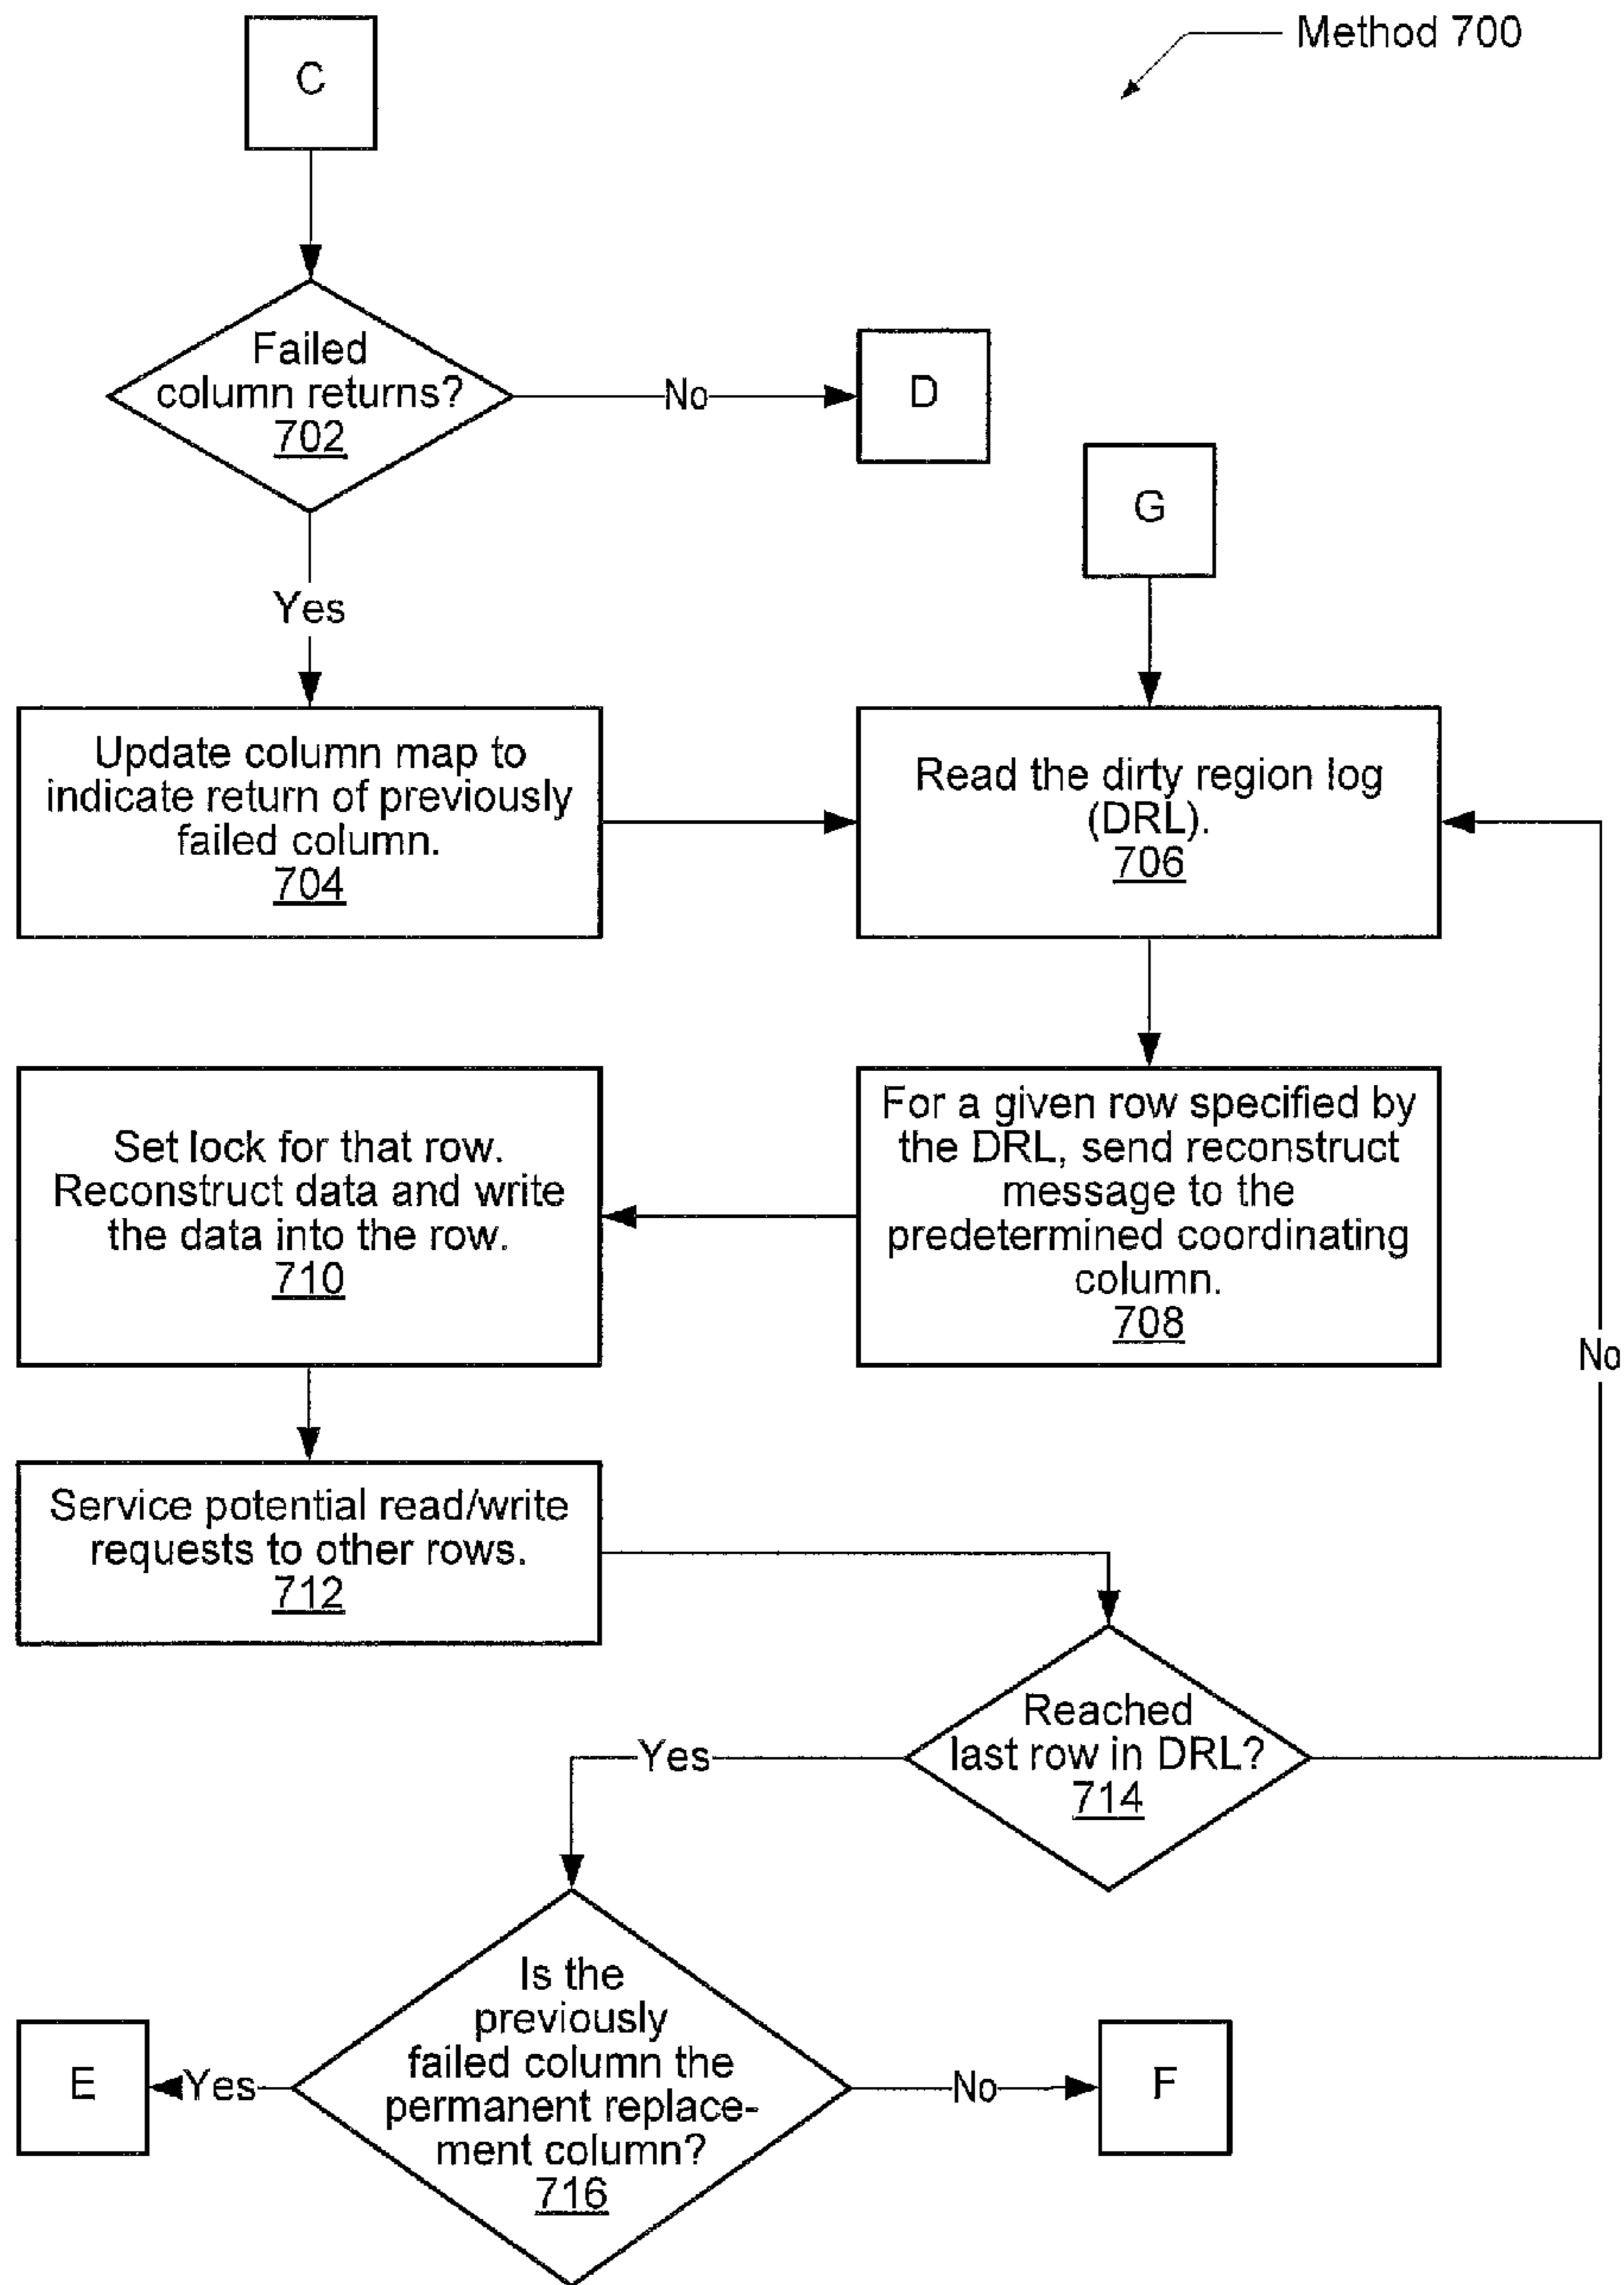 Method 700
C
Failed
column returns?
702
No
D
G
Yes
Update column map to
indicate return of previously
failed column.
704
Read the dirty region log
(DRL).
706
Set lock for that row.
Reconstruct data and write
the data into the row.
710
For a given row specified by
the DRL, send reconstruct
message to the
predetermined coordinating
column.
708
No
Service potential read/write
requests to other rows.
712
Reached
last row in DRL?
714
Yes
Is the
previously
failed column the
permanent replace-
ment column?
716
E
Yes
No
F